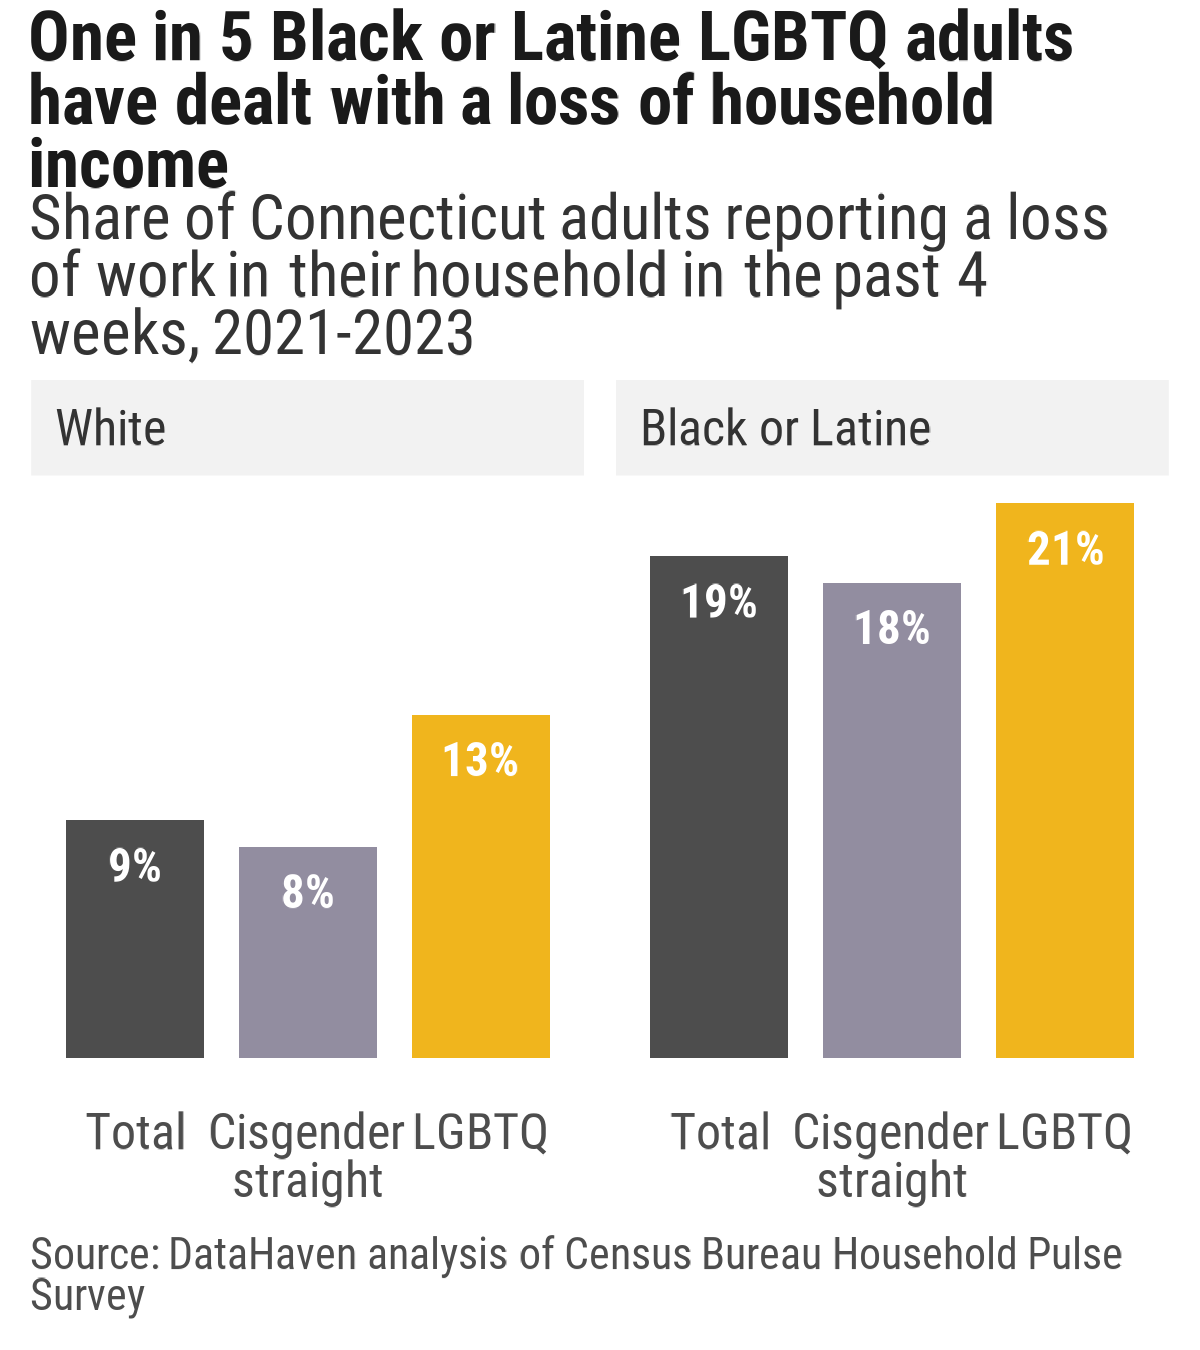 One in 5 Black or Latine LGBTQ adults
have dealt with a loss of household
income
Share of Connecticut adults reporting a loss
of work in their household in the past 4
weeks, 2021-2023
White
Black or Latine
9%
8%
13%
19%
18%
21%
Total
Cisgender
straight
LGBTQ
Total
Cisgender
straight
LGBTQ
Source: DataHaven analysis of Census Bureau Household Pulse
Survey